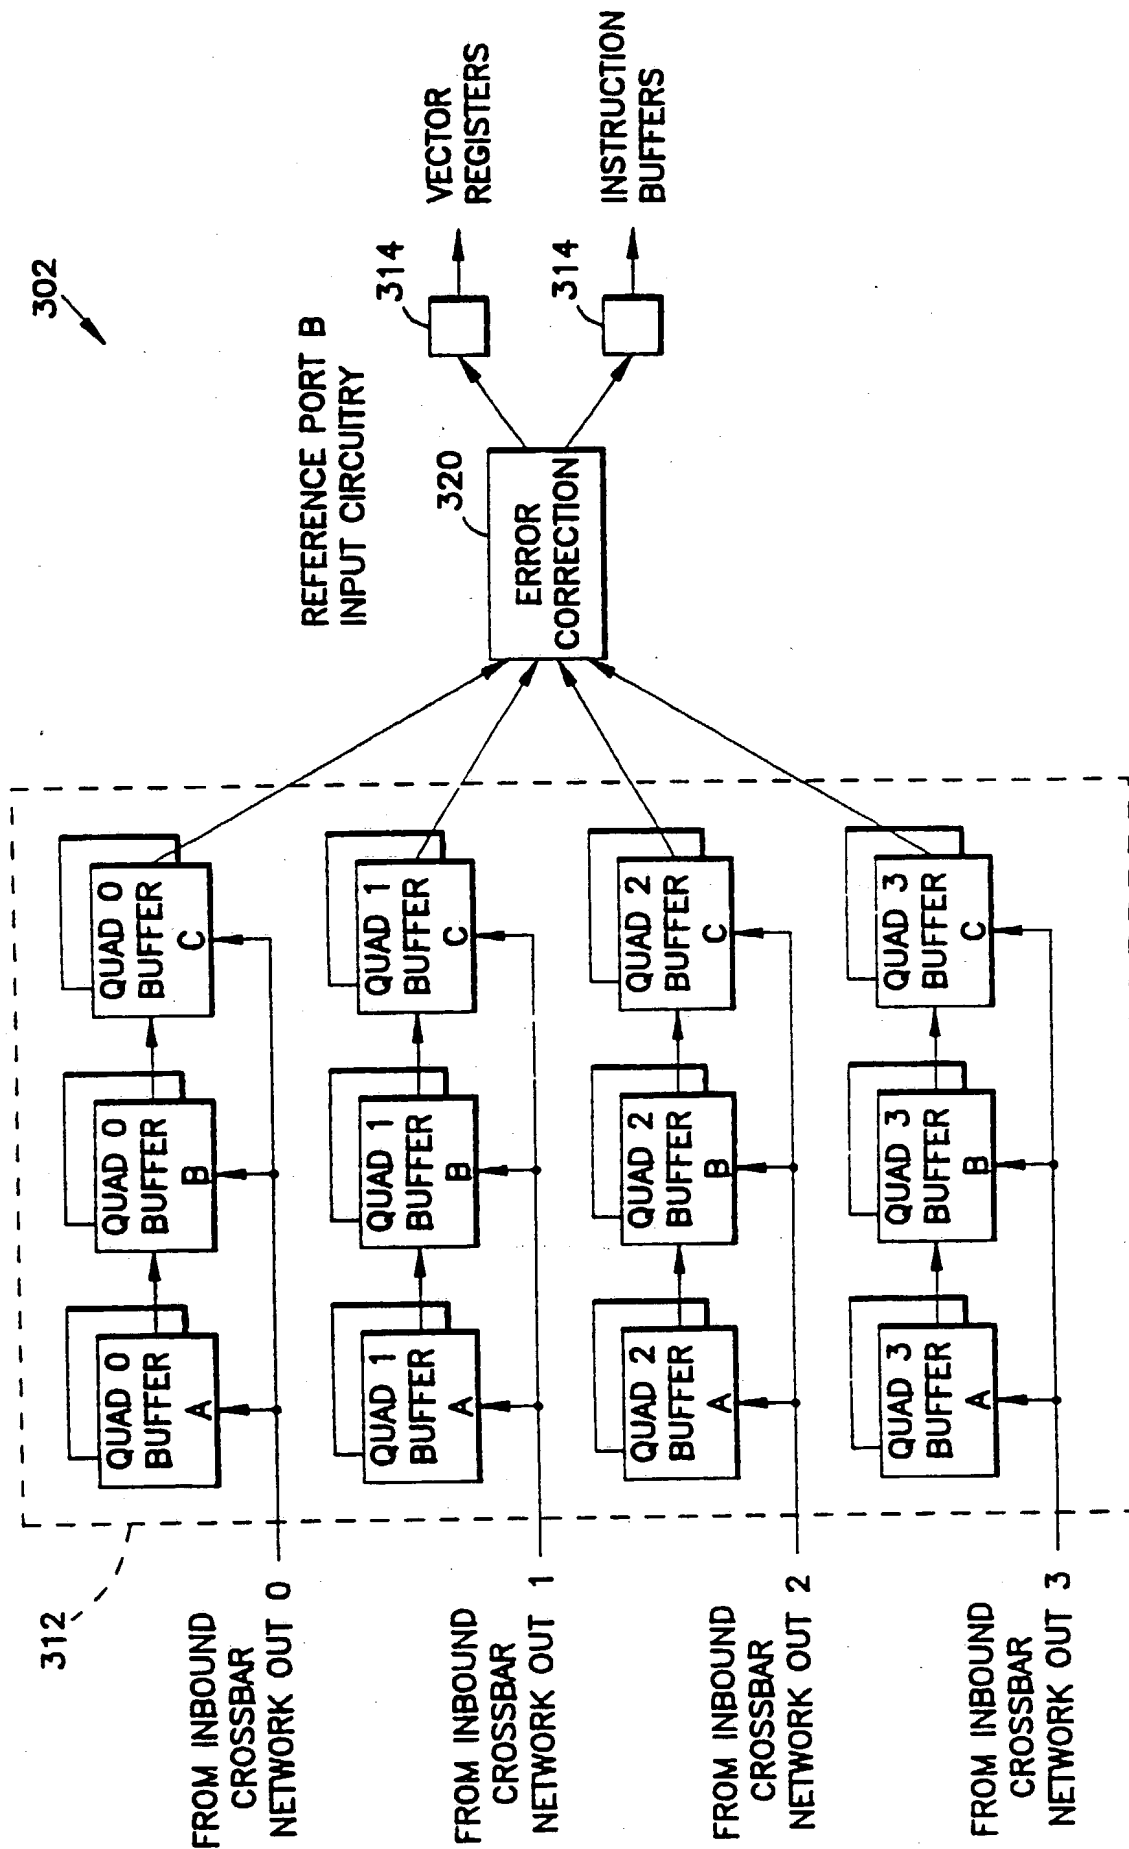 302
REFERENCE PORT B
INPUT CIRCUITRY
312
FROM INBOUND
CROSSBAR
NETWORK OUT 0
QUAD 0
BUFFER
A
QUAD 0
BUFFER
B
QUAD 0
BUFFER
C
FROM INBOUND
CROSSBAR
NETWORK OUT 1
QUAD 1
BUFFER
A
QUAD 1
BUFFER
B
QUAD 1
BUFFER
C
FROM INBOUND
CROSSBAR
NETWORK OUT 2
QUAD 2
BUFFER
A
QUAD 2
BUFFER
B
QUAD 2
BUFFER
C
FROM INBOUND
CROSSBAR
NETWORK OUT 3
QUAD 3
BUFFER
A
QUAD 3
BUFFER
B
QUAD 3
BUFFER
C
320
ERROR
CORRECTION
314
VECTOR
REGISTERS
314
INSTRUCTION
BUFFERS